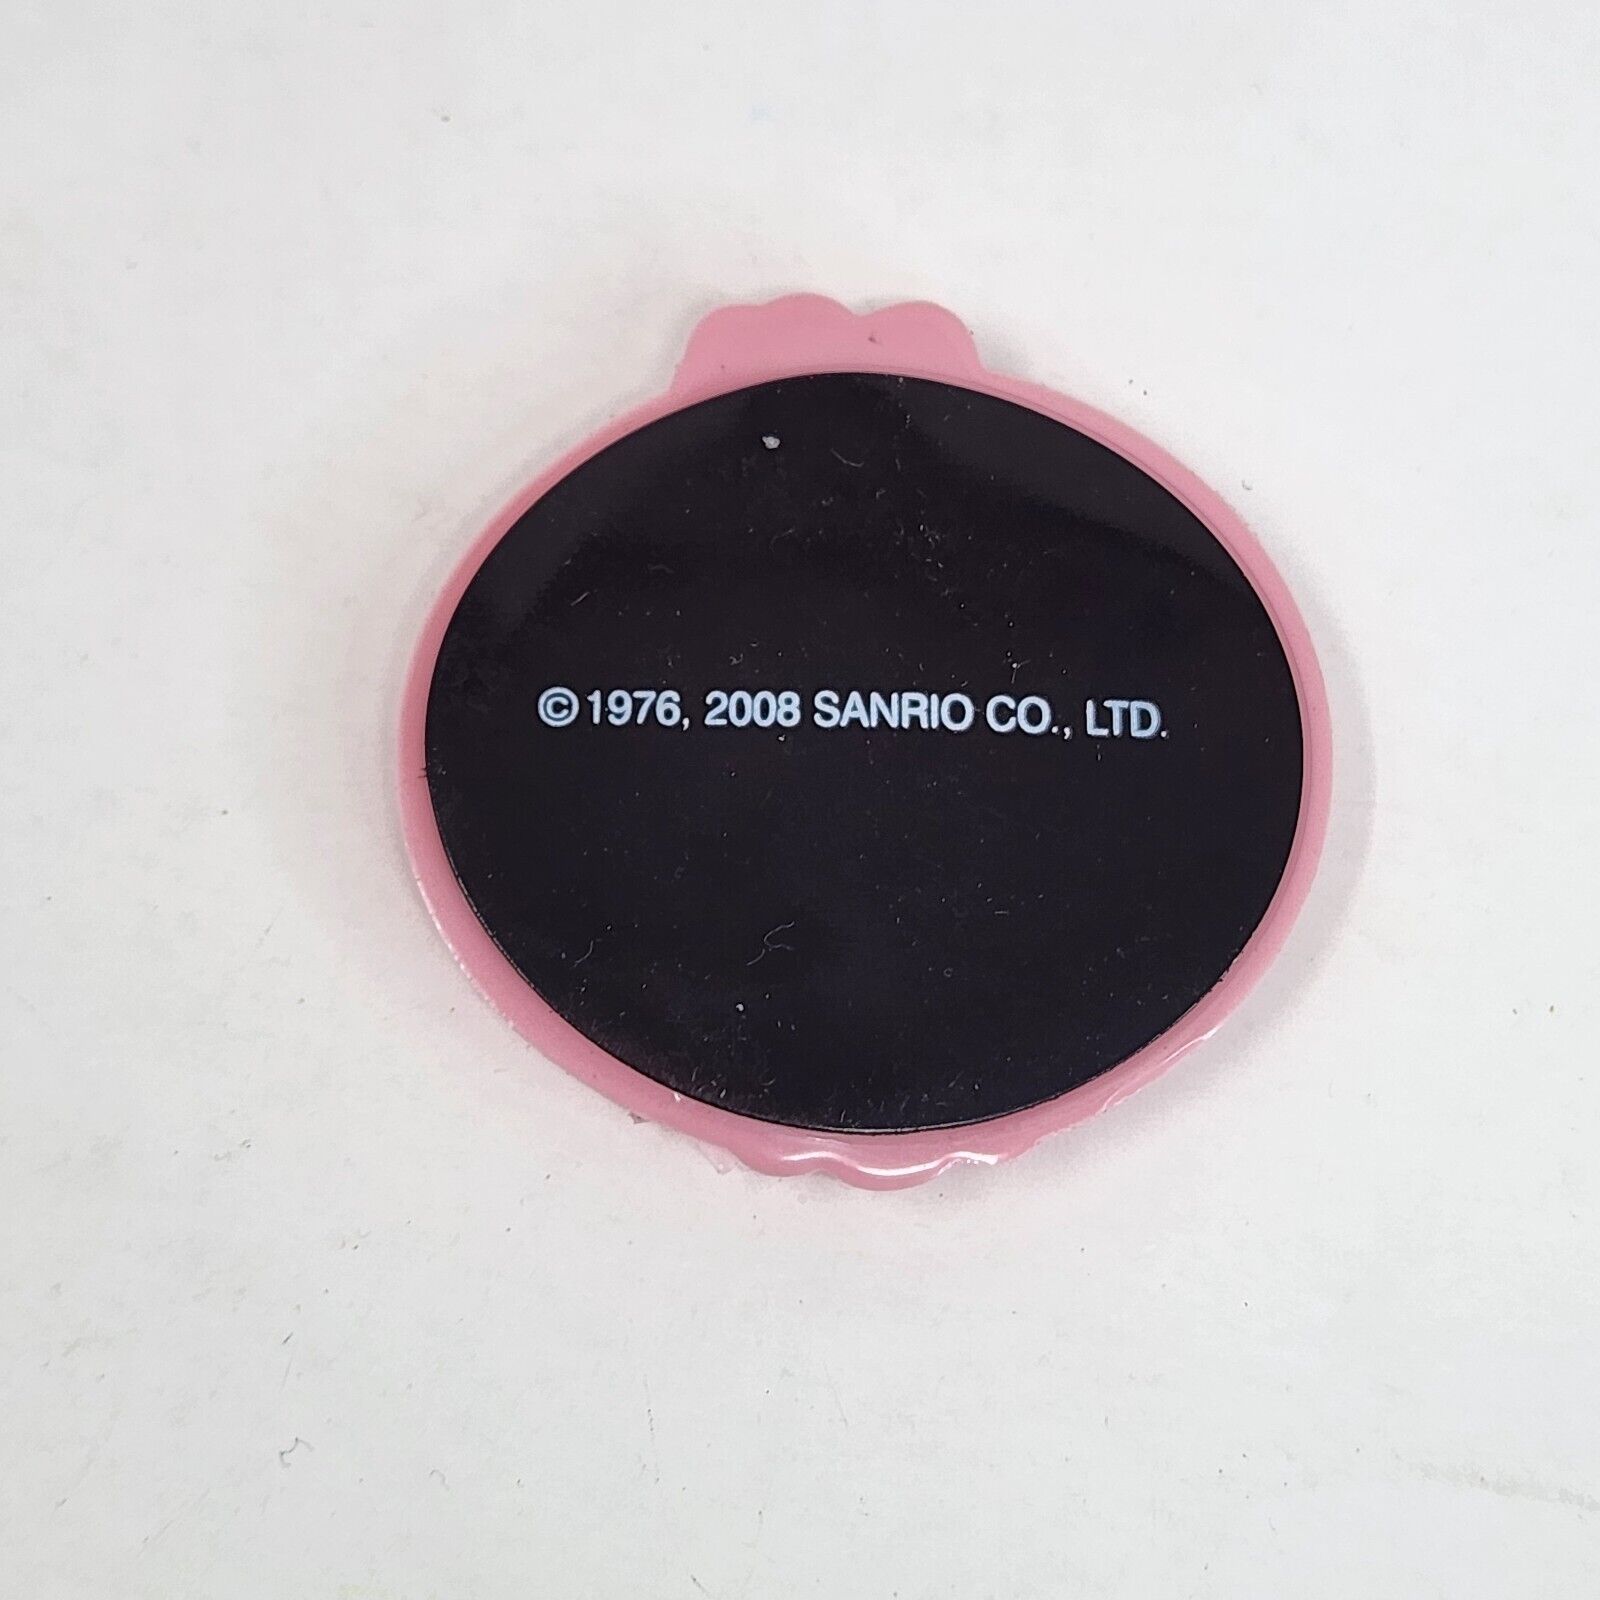 © 1976, 2008 SANRIO CO., LTD.